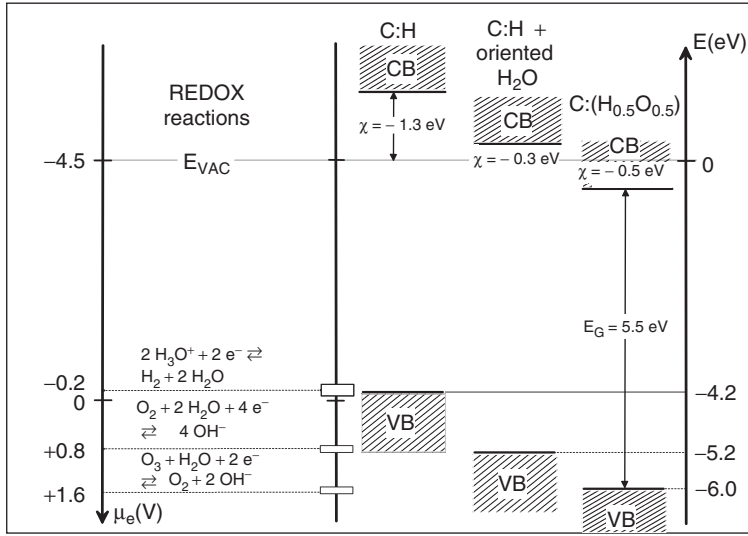 C:H
C:H +
oriented
H₂O
E(eV)
CB
REDOX
reactions
C:(H₀.₅O₀.₅)
CB
CB
χ = – 1.3 eV
–4.5
E_VAC
χ = – 0.3 eV
χ = – 0.5 eV
0
E_G = 5.5 eV
2 H₃O⁺ + 2 e⁻ ⇄
H₂ + 2 H₂O
–0.2
–4.2
0
O₂ + 2 H₂O + 4 e⁻
⇄ 4 OH⁻
VB
+0.8
–5.2
O₃ + H₂O + 2 e⁻
⇄ O₂ + 2 OH⁻
VB
+1.6
–6.0
μₑ(V)
VB